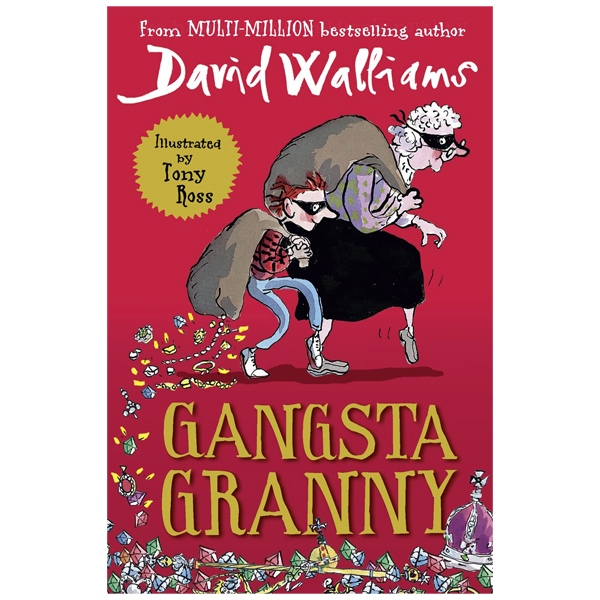 From MULTI-MILLION bestselling author
David Walliams
Illustrated
by
Tony
Ross
GANGSTA
GRANNY